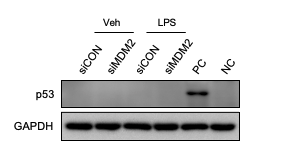 Veh LPS
siCON siMDM2 siCON siMDM2 PC NC
p53
GAPDH